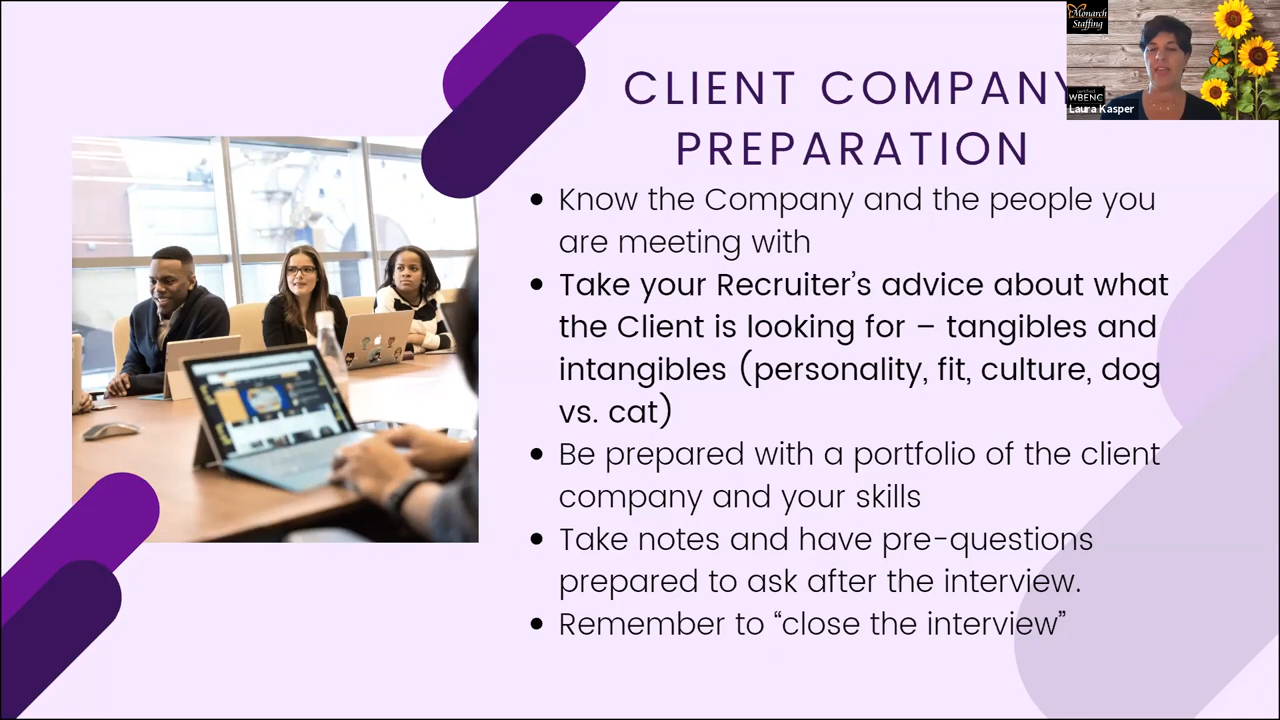 Monarch
Staffing
certified
WBENC
Laura Kasper
CLIENT COMPANY
PREPARATION
• Know the Company and the people you
are meeting with
• Take your Recruiter’s advice about what
the Client is looking for – tangibles and
intangibles (personality, fit, culture, dog
vs. cat)
• Be prepared with a portfolio of the client
company and your skills
• Take notes and have pre-questions
prepared to ask after the interview.
• Remember to “close the interview”